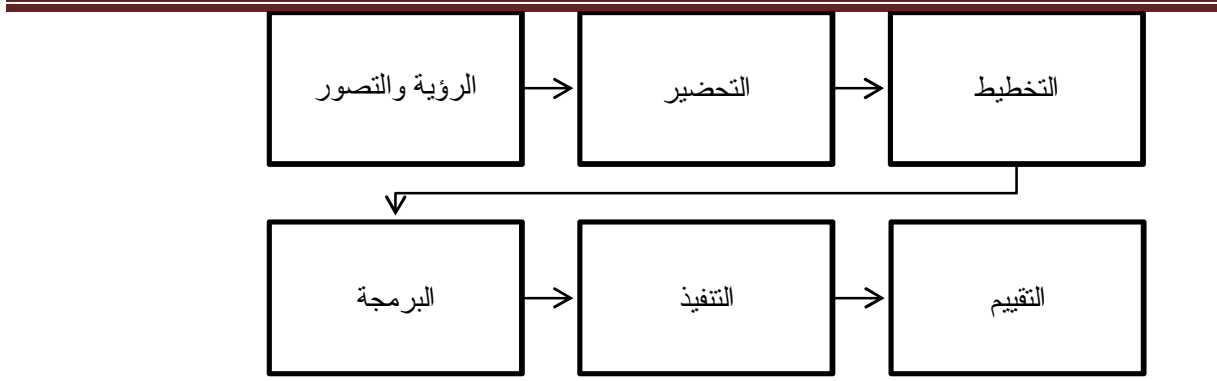 الرؤية والتصور
التحضير
التخطيط
البرمجة
التنفيذ
التقييم